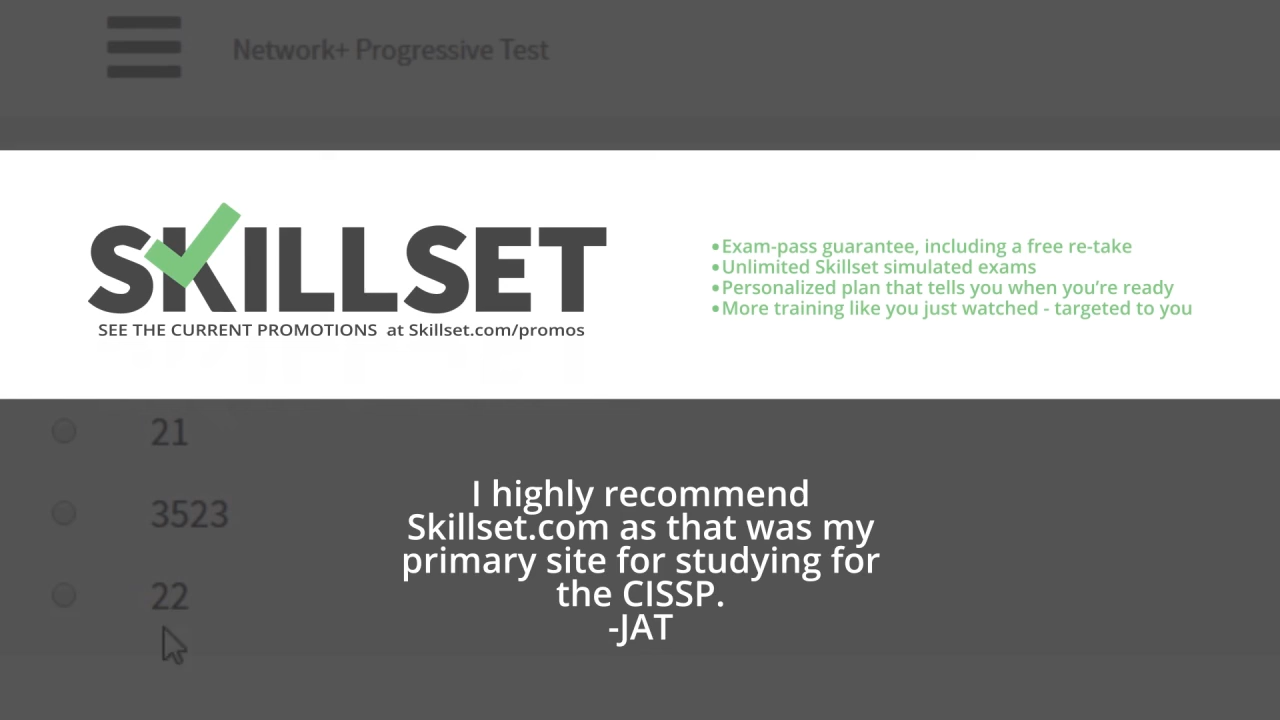 Network+ Progressive Test
SKILLSET
SEE THE CURRENT PROMOTIONS at Skillset.com/promos
•Exam-pass guarantee, including a free re-take
•Unlimited Skillset simulated exams
•Personalized plan that tells you when you’re ready
•More training like you just watched - targeted to you
21
3523
22
I highly recommend
Skillset.com as that was my
primary site for studying for
the CISSP.
-JAT